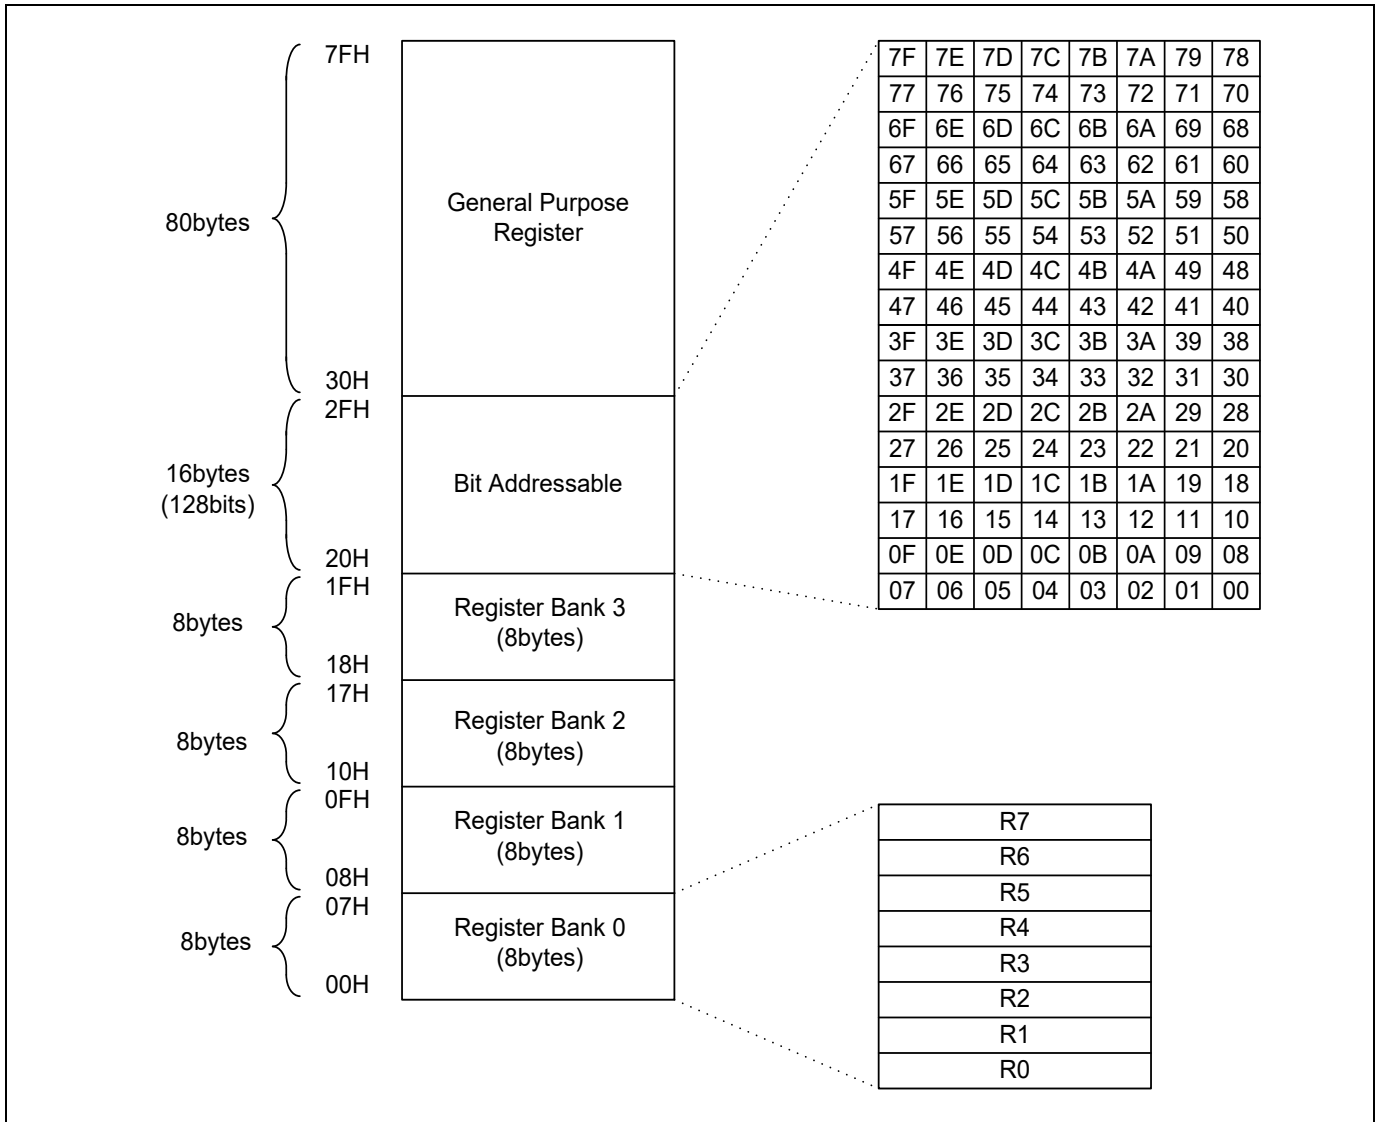 7FH
80bytes
General Purpose
Register
30H
2FH
16bytes
(128bits)
Bit Addressable
20H
1FH
8bytes
Register Bank 3
(8bytes)
18H
17H
8bytes
Register Bank 2
(8bytes)
10H
0FH
8bytes
Register Bank 1
(8bytes)
08H
07H
8bytes
Register Bank 0
(8bytes)
00H
7F 7E 7D 7C 7B 7A 79 78
77 76 75 74 73 72 71 70
6F 6E 6D 6C 6B 6A 69 68
67 66 65 64 63 62 61 60
5F 5E 5D 5C 5B 5A 59 58
57 56 55 54 53 52 51 50
4F 4E 4D 4C 4B 4A 49 48
47 46 45 44 43 42 41 40
3F 3E 3D 3C 3B 3A 39 38
37 36 35 34 33 32 31 30
2F 2E 2D 2C 2B 2A 29 28
27 26 25 24 23 22 21 20
1F 1E 1D 1C 1B 1A 19 18
17 16 15 14 13 12 11 10
0F 0E 0D 0C 0B 0A 09 08
07 06 05 04 03 02 01 00
R7
R6
R5
R4
R3
R2
R1
R0